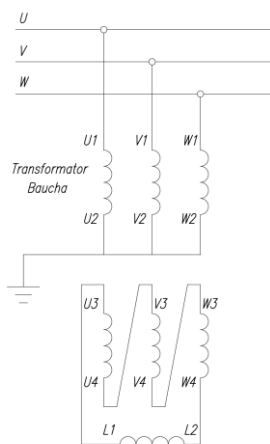 U
V
W
U1 V1 W1
Transformator
Baucha
U2 V2 W2
U3 V3 W3
U4 V4 W4
L1 L2